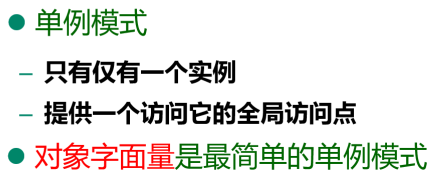 ● 单例模式
– 只有仅有一个实例
– 提供一个访问它的全局访问点
● 对象字面量是最简单的单例模式